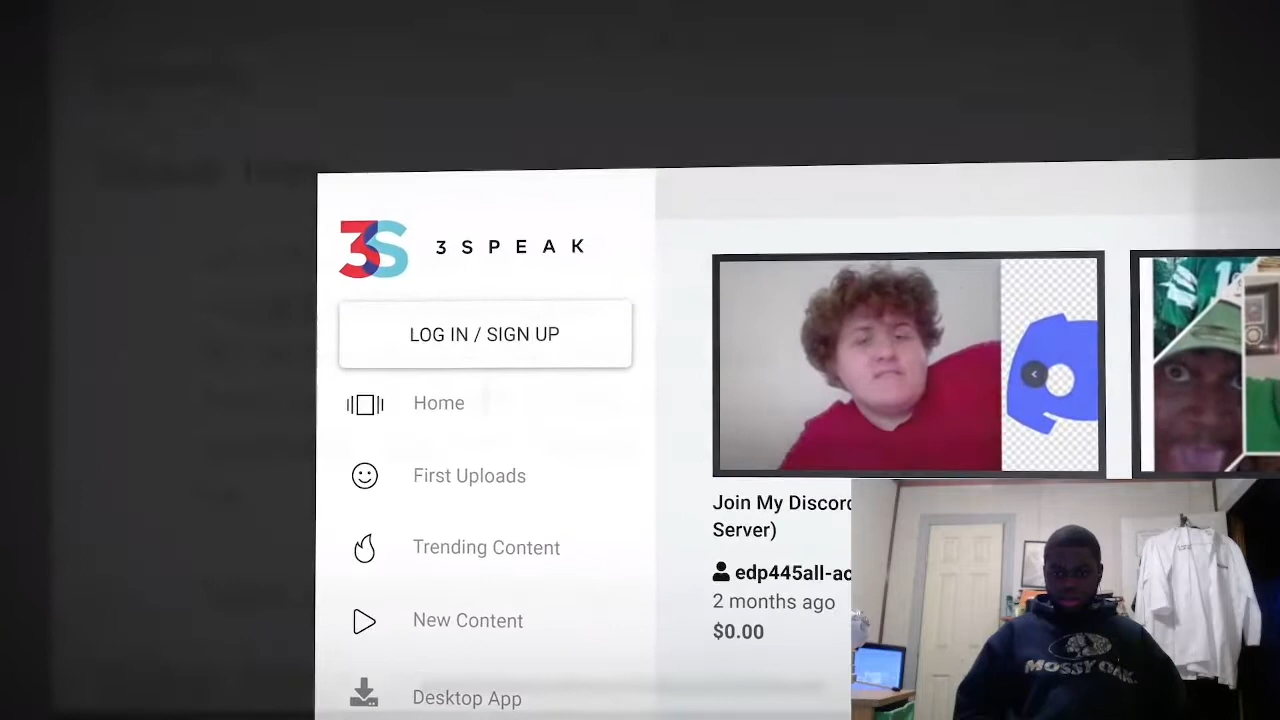 3S 3SPEAK
LOG IN / SIGN UP
Home
First Uploads
Trending Content
New Content
Desktop App
Join My Discord
Server)
edp445all-ac
2 months ago
$0.00
MOSSY OAK